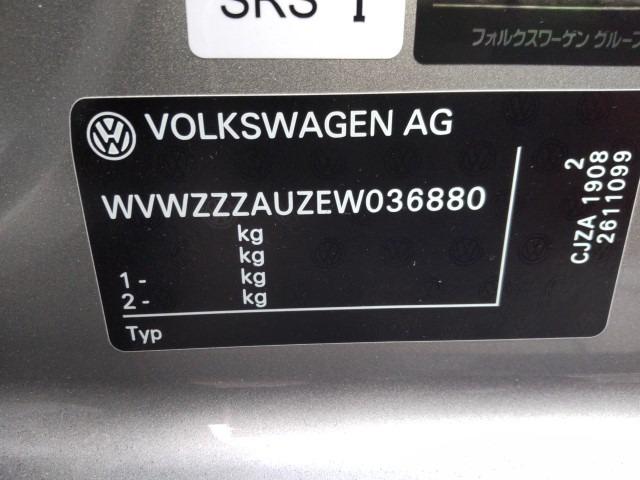 SRS I
フォルクスワーゲン グループ
VOLKSWAGEN AG
WVWZZZAUZEW036880
kg
kg
1 - kg
2 - kg
Typ
2
CJZA 1908
2611099